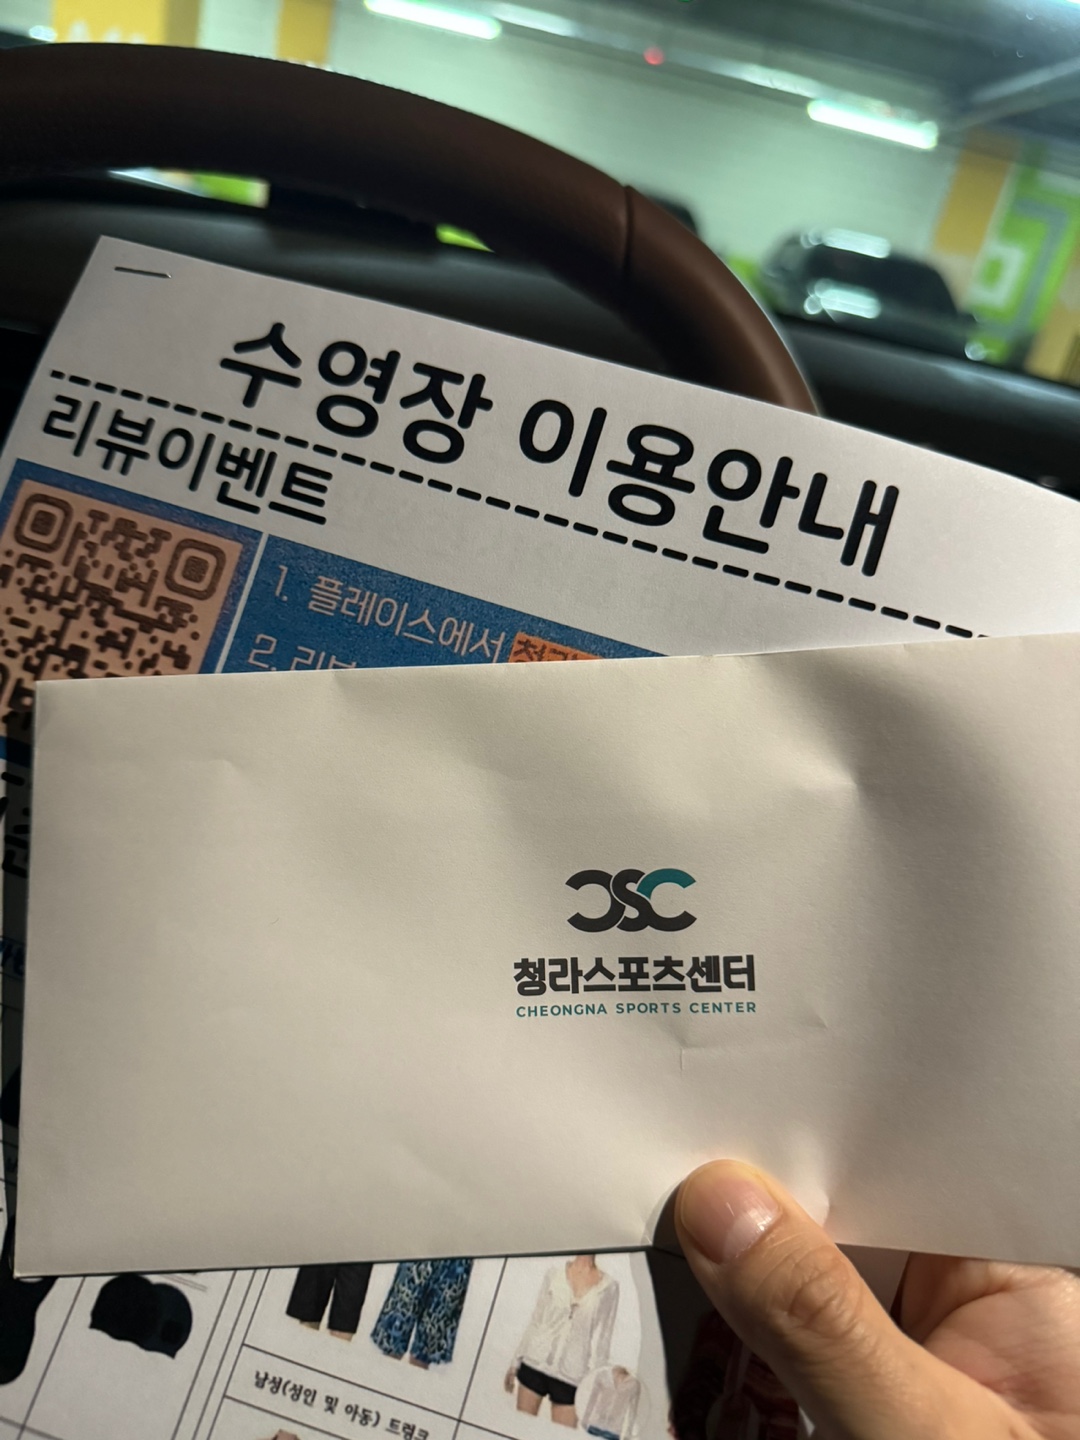 수영장 이용안내
리뷰이벤트
1. 플레이스에서
2.
CSC
청라스포츠센터
CHEONGNA SPORTS CENTER
남성(성인 및 아동) 트렁크